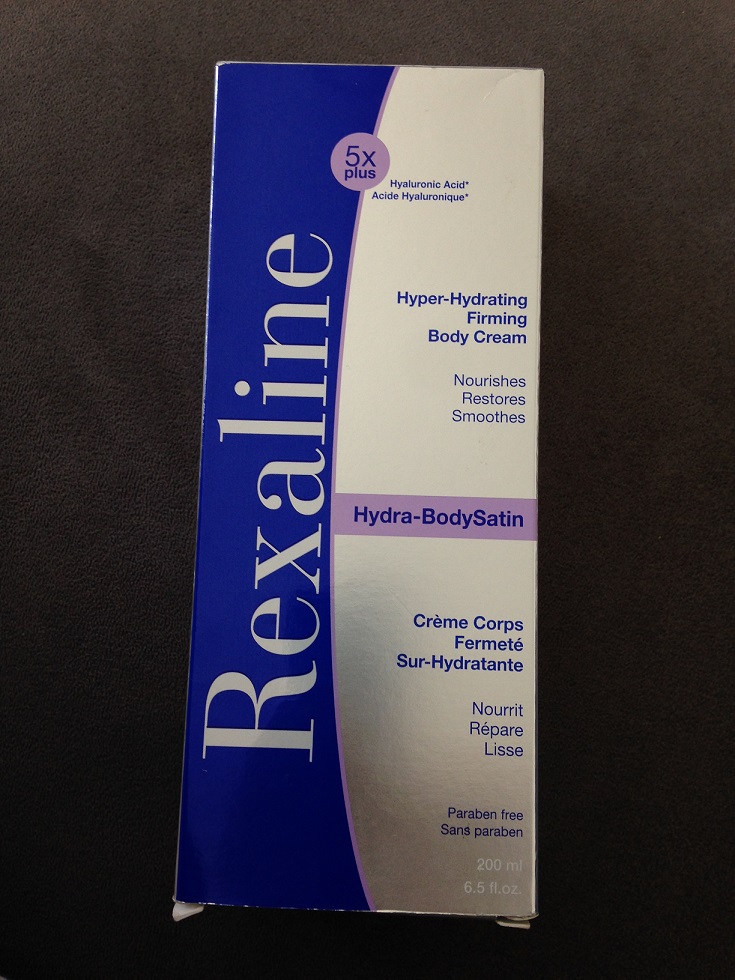 Rexaline
5x
plus
Hyaluronic Acid*
Acide Hyaluronique*
Hyper-Hydrating
Firming
Body Cream
Nourishes
Restores
Smoothes
Hydra-BodySatin
Crème Corps
Fermeté
Sur-Hydratante
Nourrit
Répare
Lisse
Paraben free
Sans paraben
200 ml
6.5 fl.oz.